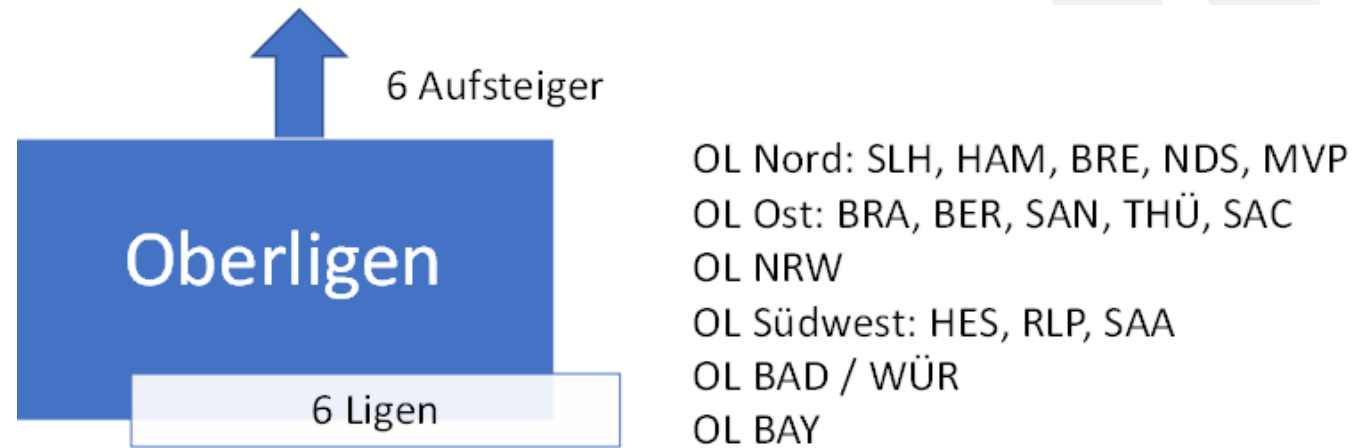 6 Aufsteiger
Oberligen
6 Ligen
OL Nord: SLH, HAM, BRE, NDS, MVP
OL Ost: BRA, BER, SAN, THÜ, SAC
OL NRW
OL Südwest: HES, RLP, SAA
OL BAD / WÜR
OL BAY